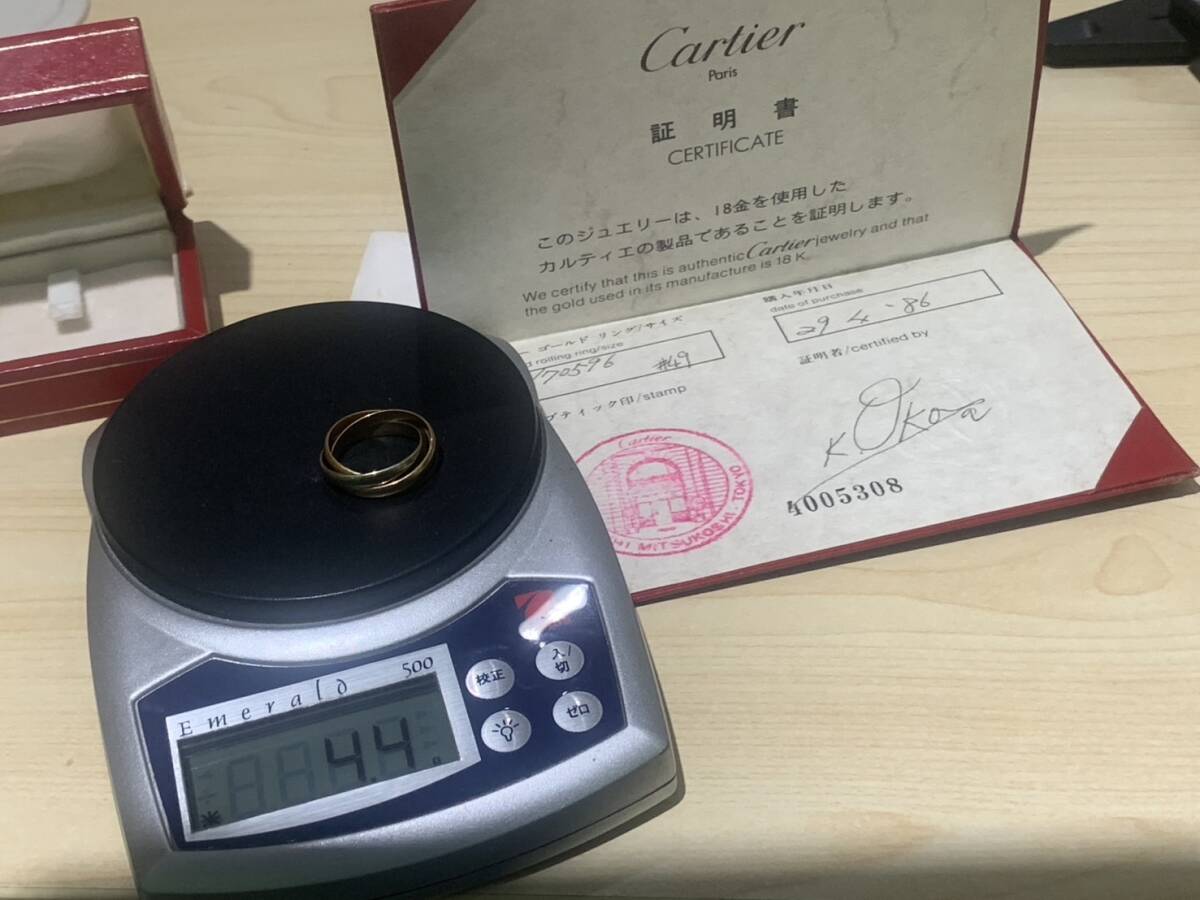 Cartier
Paris
証明書
CERTIFICATE
このジュエリーは、18金を使用した
カルティエの製品であることを証明します。
We certify that this is authentic Cartier jewelry and that
the gold used in its manufacture is 18 K.
ゴールド リング/サイズ
rolling ring/size
170596 #49
購入年月日
date of purchase
29 4 -86
証明者/certified by
ブティック印/stamp
K. Okova
Cartier
MITSUKOSHI. TOKYO
4005308
Emerald 500
校正
入/切
ゼロ
4.4 g